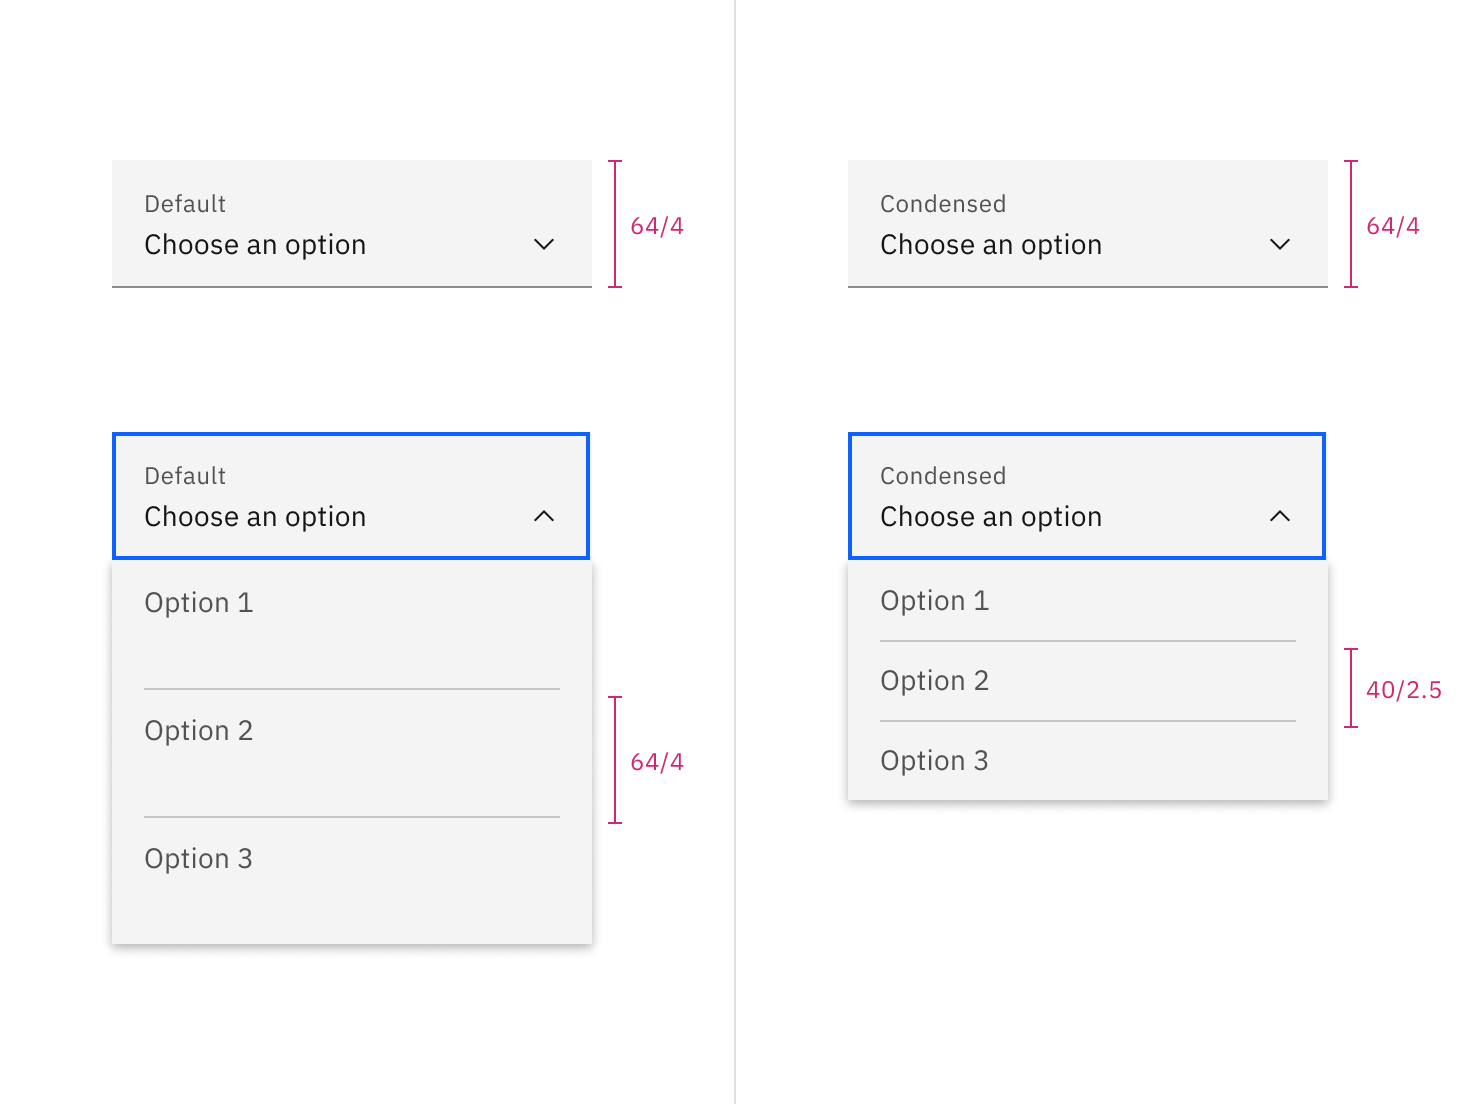 Default
Choose an option
64/4
Default
Choose an option
Option 1
Option 2
64/4
Option 3
Condensed
Choose an option
64/4
Condensed
Choose an option
Option 1
Option 2
40/2.5
Option 3